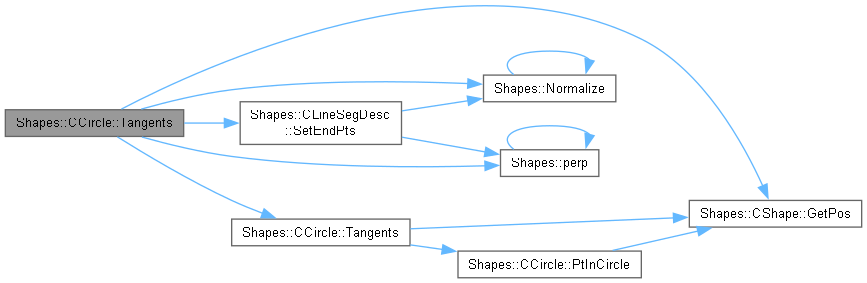 Shapes::CCircle::Tangents
Shapes::Normalize
Shapes::CLineSegDesc
::SetEndPts
Shapes::perp
Shapes::CShape::GetPos
Shapes::CCircle::Tangents
Shapes::CCircle::PtInCircle